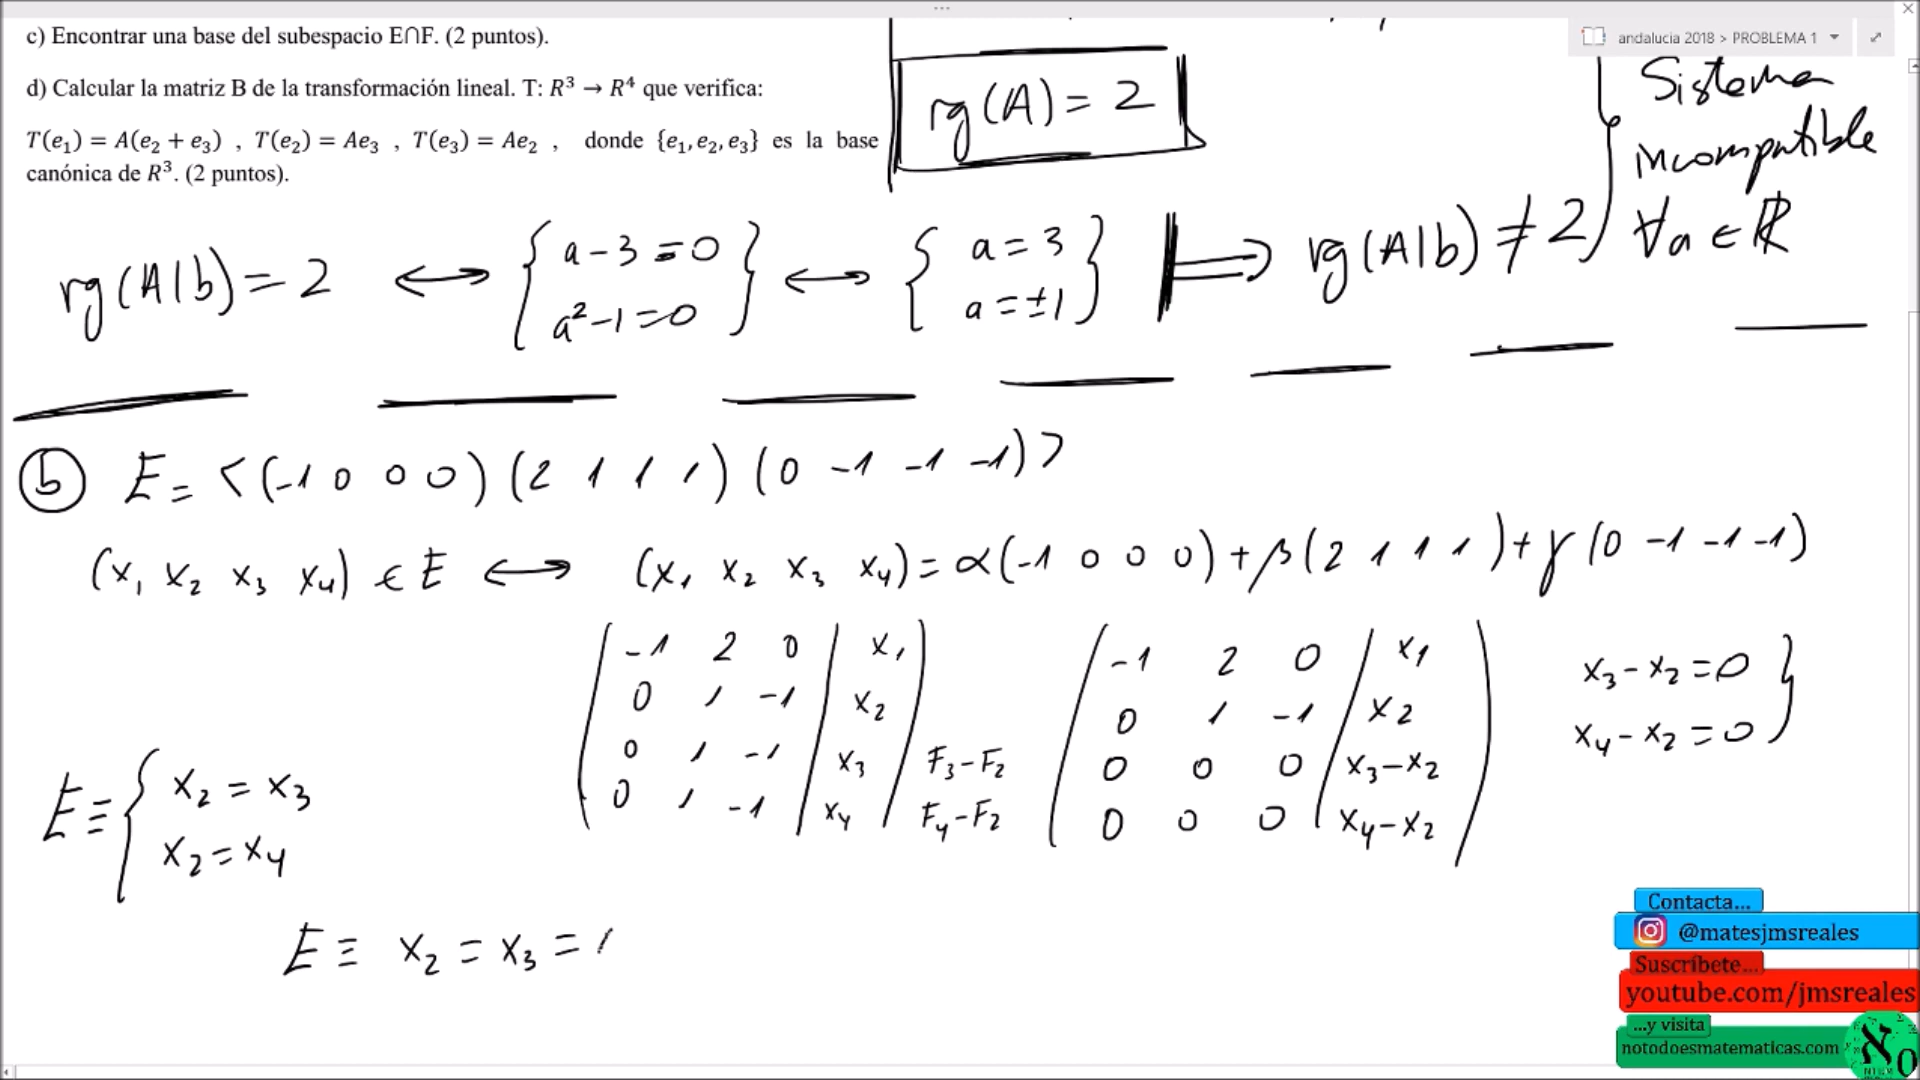 c) Encontrar una base del subespacio E∩F. (2 puntos).
d) Calcular la matriz B de la transformación lineal. T: R³ → R⁴ que verifica:
T(e₁) = A(e₂ + e₃) , T(e₂) = Ae₃ , T(e₃) = Ae₂ , donde {e₁, e₂, e₃} es la base
canónica de R³. (2 puntos).
andalucia 2018 > PROBLEMA 1
rg(A) = 2
Sistema
incompatible
∀a ∈ ℝ
rg(A|b) = 2 ⟷ { a-3=0 } ⟷ { a=3 } ⟹ rg(A|b) ≠ 2
a²-1=0 a=±1
b E = <(-1 0 0 0) (2 1 1 1) (0 -1 -1 -1)>
(x₁ x₂ x₃ x₄) ∈ E ⟷ (x₁ x₂ x₃ x₄) = α(-1 0 0 0) + β(2 1 1 1) + γ(0 -1 -1 -1)
-1 2 0 | x₁
0 1 -1 | x₂
0 1 -1 | x₃ F₃-F₂
0 1 -1 | x₄ F₄-F₂
-1 2 0 | x₁
0 1 -1 | x₂
0 0 0 | x₃-x₂
0 0 0 | x₄-x₂
x₃-x₂=0
x₄-x₂=0
E ≡ { x₂ = x₃
x₂ = x₄
E ≡ x₂ = x₃ =
Contacta...
@matesjmsreales
Suscríbete...
youtube.com/jmsreales
...y visita
notodoesmatematicas.com
ℵ0